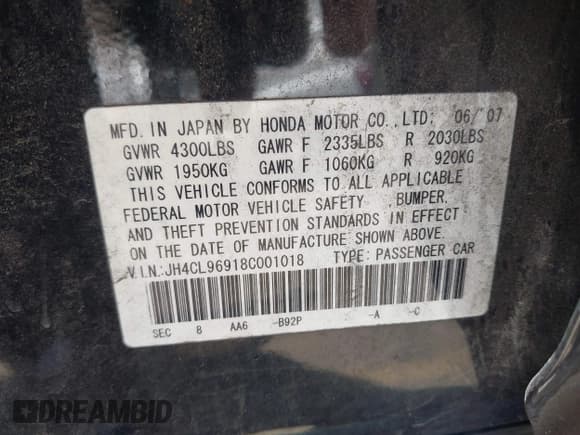 MFD. IN JAPAN BY HONDA MOTOR CO., LTD. 06/'07
GVWR 4300LBS GAWR F 2335LBS R 2030LBS
GVWR 1950KG GAWR F 1060KG R 920KG
THIS VEHICLE CONFORMS TO ALL APPLICABLE
FEDERAL MOTOR VEHICLE SAFETY, BUMPER,
AND THEFT PREVENTION STANDARDS IN EFFECT
ON THE DATE OF MANUFACTURE SHOWN ABOVE.
V.I.N.:JH4CL96918C001018 TYPE: PASSENGER CAR
SEC 8 AA6 -B92P -A -C
DREAMBID